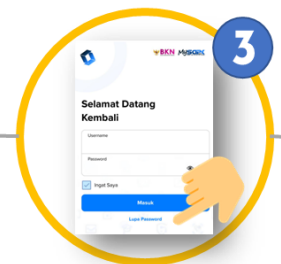 3
BKN MySAPK
Selamat Datang
Kembali
Username
Password
Ingat Saya
Masuk
Lupa Password